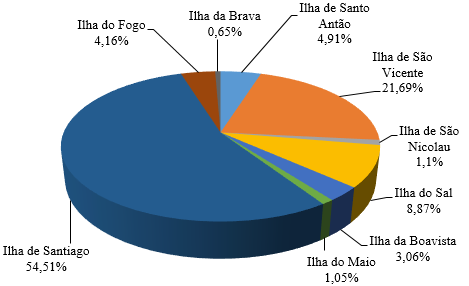 Ilha da Brava
0,65%
Ilha de Santo
Antão
4,91%
Ilha de São
Vicente
21,69%
Ilha de São
Nicolau
1,1%
Ilha do Sal
8,87%
Ilha da Boavista
3,06%
Ilha do Maio
1,05%
Ilha de Santiago
54,51%
Ilha do Fogo
4,16%